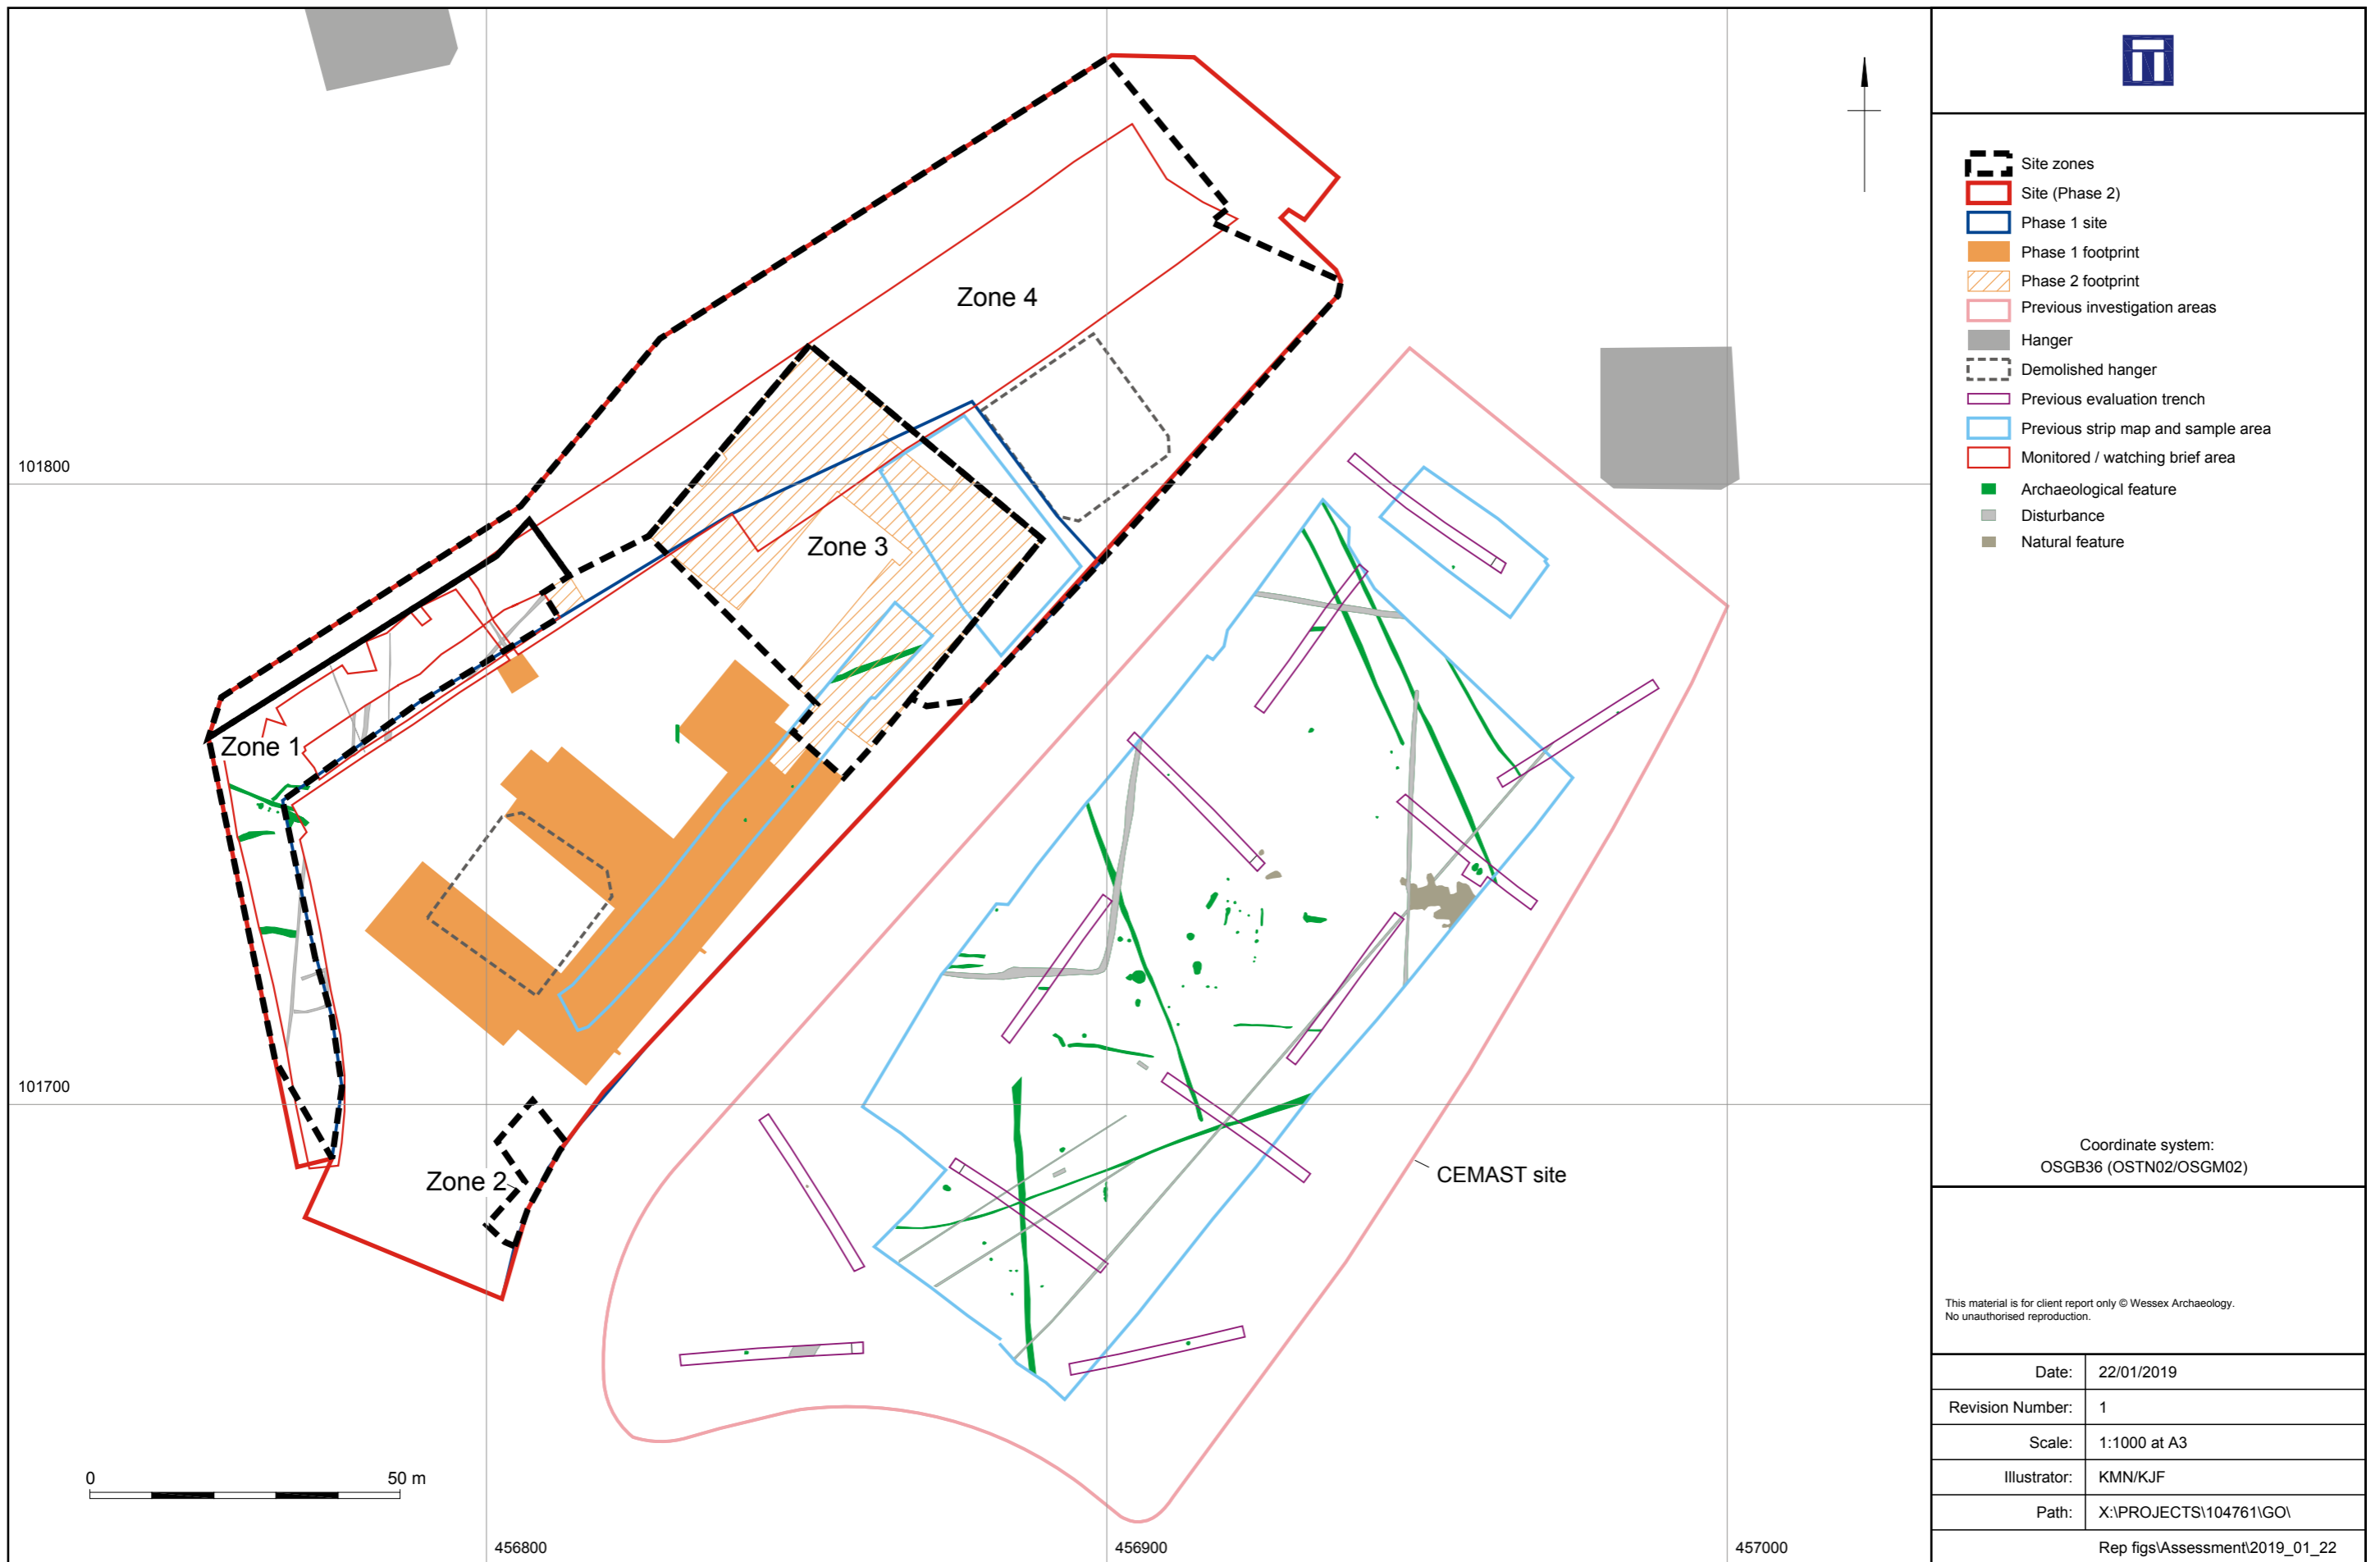 Zone 4
Zone 3
Zone 1
Zone 2
CEMAST site
101800
101700
456800
456900
457000
0
50 m
Site zones
Site (Phase 2)
Phase 1 site
Phase 1 footprint
Phase 2 footprint
Previous investigation areas
Hanger
Demolished hanger
Previous evaluation trench
Previous strip map and sample area
Monitored / watching brief area
Archaeological feature
Disturbance
Natural feature
Coordinate system:
OSGB36 (OSTN02/OSGM02)
This material is for client report only © Wessex Archaeology.
No unauthorised reproduction.
Date: 22/01/2019
Revision Number: 1
Scale: 1:1000 at A3
Illustrator: KMN/KJF
Path: X:\PROJECTS\104761\GO\
Rep figs\Assessment\2019_01_22